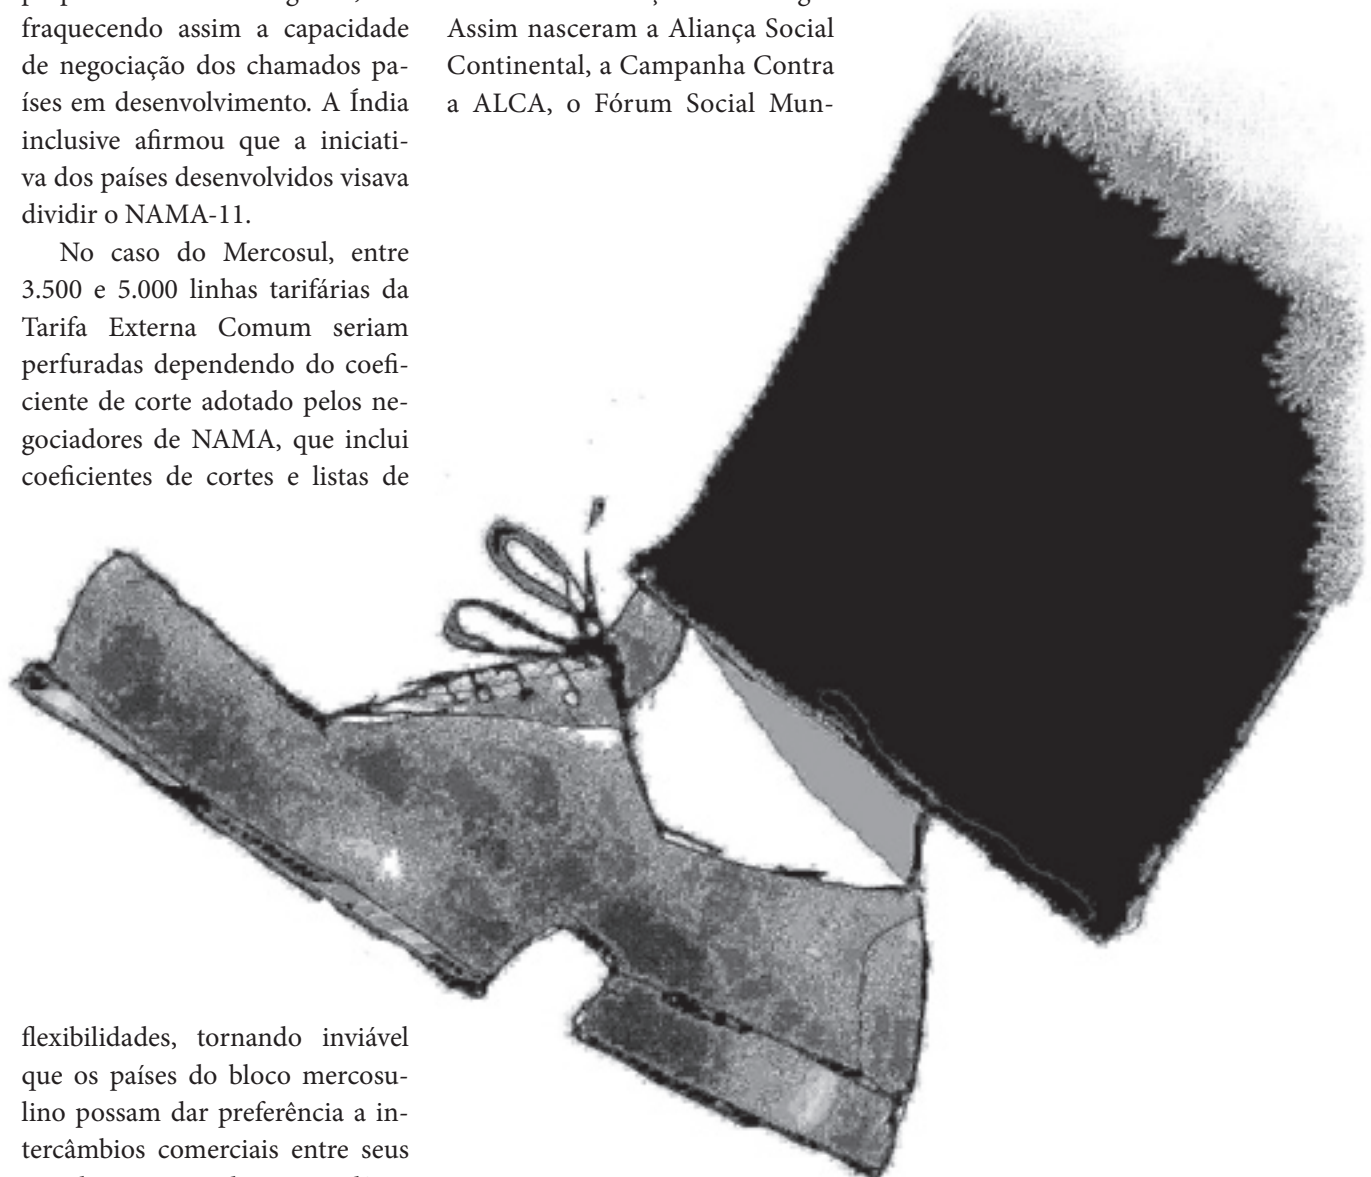 fraquecendo assim a capacidade
de negociação dos chamados pa-
íses em desenvolvimento. A Índia
inclusive afirmou que a iniciati-
va dos países desenvolvidos visava
dividir o NAMA-11.
No caso do Mercosul, entre
3.500 e 5.000 linhas tarifárias da
Tarifa Externa Comum seriam
perfuradas dependendo do coefi-
ciente de corte adotado pelos ne-
gociadores de NAMA, que inclui
coeficientes de cortes e listas de
flexibilidades, tornando inviável
que os países do bloco mercosu-
lino possam dar preferência a in-
tercâmbios comerciais entre seus
Assim nasceram a Aliança Social
Continental, a Campanha Contra
a ALCA, o Fórum Social Mun-